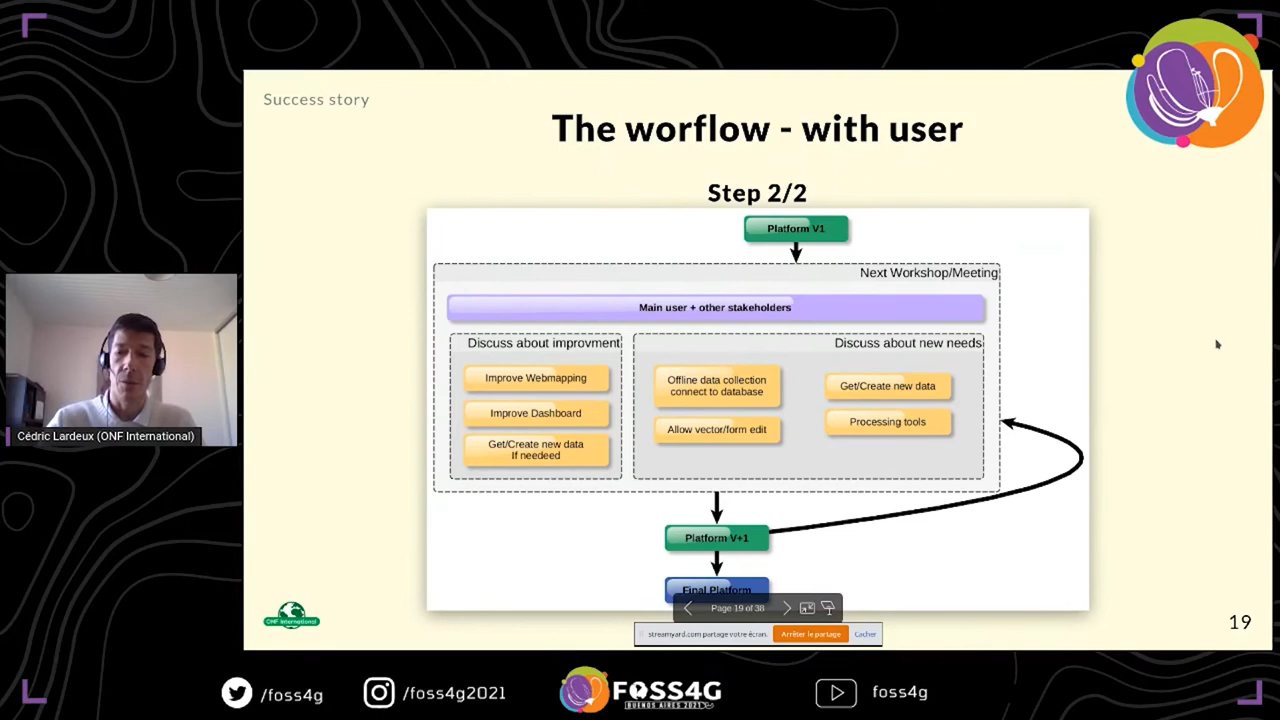 Success story
The worflow - with user
Step 2/2
Platform V1
Next Workshop/Meeting
Main user + other stakeholders
Discuss about improvment
Improve Webmapping
Improve Dashboard
Get/Create new data
If needeed
Discuss about new needs
Offline data collection
connect to database
Allow vector/form edit
Get/Create new data
Processing tools
Platform V+1
Final Platform
Page 19 of 38
streamyard.com partage votre écran.
Arrêter le partage
Cacher
Cédric Lardeux (ONF International)
ONF International
19
/foss4g
/foss4g2021
FOSS4G
BUENOS AIRES 2021
foss4g